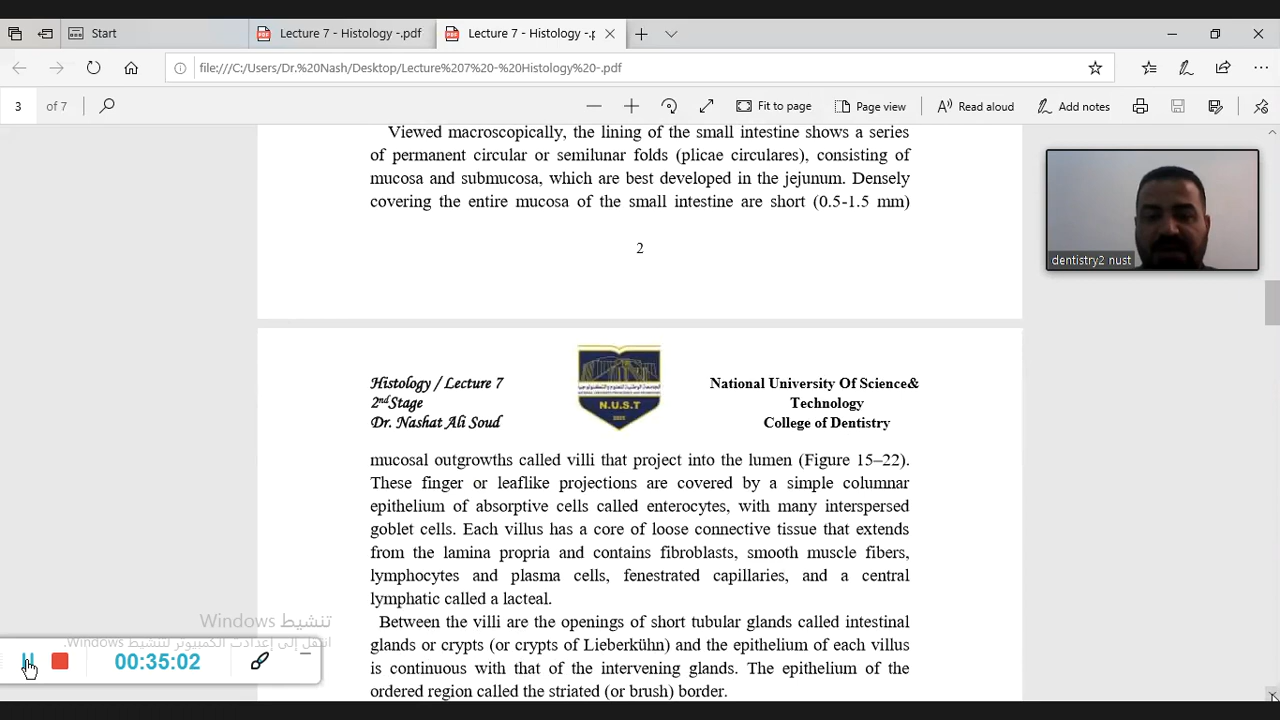 Start
Lecture 7 - Histology -.pdf
Lecture 7 - Histology -.p
file:///C:/Users/Dr.%20Nash/Desktop/Lecture%207%20-%20Histology%20-.pdf
3 of 7
Fit to page
Page view
Read aloud
Add notes
Viewed macroscopically, the lining of the small intestine shows a series
of permanent circular or semilunar folds (plicae circulares), consisting of
mucosa and submucosa, which are best developed in the jejunum. Densely
covering the entire mucosa of the small intestine are short (0.5-1.5 mm)
2
dentistry2 nust
Histology / Lecture 7
2nd Stage
Dr. Nashat Ali Soud
N.U.S.T
National University Of Science&
Technology
College of Dentistry
mucosal outgrowths called villi that project into the lumen (Figure 15–22).
These finger or leaflike projections are covered by a simple columnar
epithelium of absorptive cells called enterocytes, with many interspersed
goblet cells. Each villus has a core of loose connective tissue that extends
from the lamina propria and contains fibroblasts, smooth muscle fibers,
lymphocytes and plasma cells, fenestrated capillaries, and a central
lymphatic called a lacteal.
Between the villi are the openings of short tubular glands called intestinal
glands or crypts (or crypts of Lieberkühn) and the epithelium of each villus
is continuous with that of the intervening glands. The epithelium of the
ordered region called the striated (or brush) border.
تنشيط Windows
انتقل إلى إعدادت الكمبيوتر لتنشيط Windows.
00:35:02